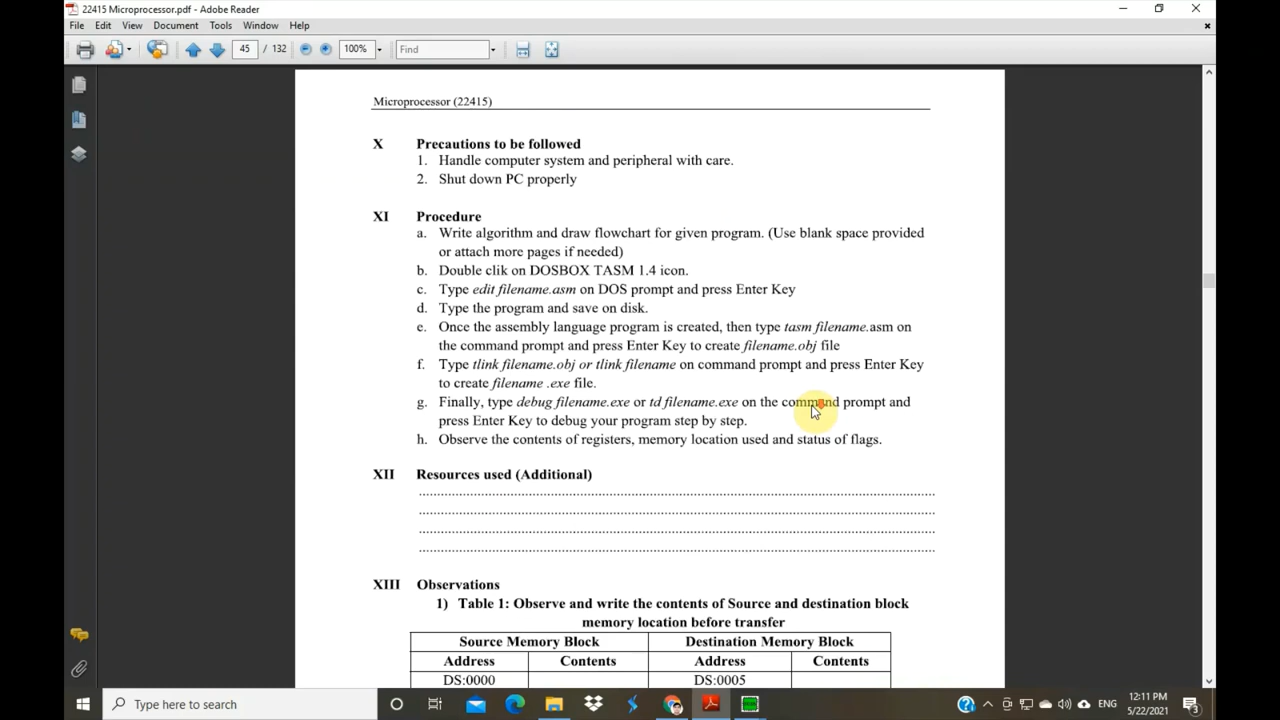 22415 Microprocessor.pdf - Adobe Reader
File Edit View Document Tools Window Help
45 / 132 100% Find
Microprocessor (22415)
X Precautions to be followed
1. Handle computer system and peripheral with care.
2. Shut down PC properly
XI Procedure
a. Write algorithm and draw flowchart for given program. (Use blank space provided
or attach more pages if needed)
b. Double clik on DOSBOX TASM 1.4 icon.
c. Type edit filename.asm on DOS prompt and press Enter Key
d. Type the program and save on disk.
e. Once the assembly language program is created, then type tasm filename.asm on
the command prompt and press Enter Key to create filename.obj file
f. Type tlink filename.obj or tlink filename on command prompt and press Enter Key
to create filename .exe file.
g. Finally, type debug filename.exe or td filename.exe on the command prompt and
press Enter Key to debug your program step by step.
h. Observe the contents of registers, memory location used and status of flags.
XII Resources used (Additional)
XIII Observations
1) Table 1: Observe and write the contents of Source and destination block
memory location before transfer
Source Memory Block Destination Memory Block
Address Contents Address Contents
DS:0000 DS:0005
Type here to search
ENG
12:11 PM
5/22/2021
3